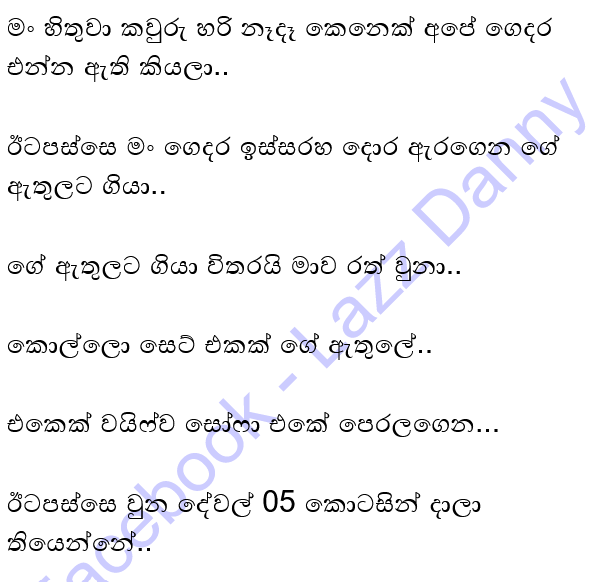 මං හිතුවා කවුරු හරි නෑදෑ කෙනෙක් අපේ ගෙදර
එන්න ඇති කියලා..
ඊටපස්සෙ මං ගෙදර ඉස්සරහ දොර ඇරගෙන ගේ
ඇතුලට ගියා..
ගේ ඇතුලට ගියා විතරයි මාව රත් වුනා..
කොල්ලො සෙට් එකක් ගේ ඇතුලේ..
එකෙක් වයිෆ්ව සෝෆා එකේ පෙරලගෙන...
ඊටපස්සෙ වුන දේවල් 05 කොටසින් දාලා
තියෙන්නේ..
Facebook - Lazz Danny